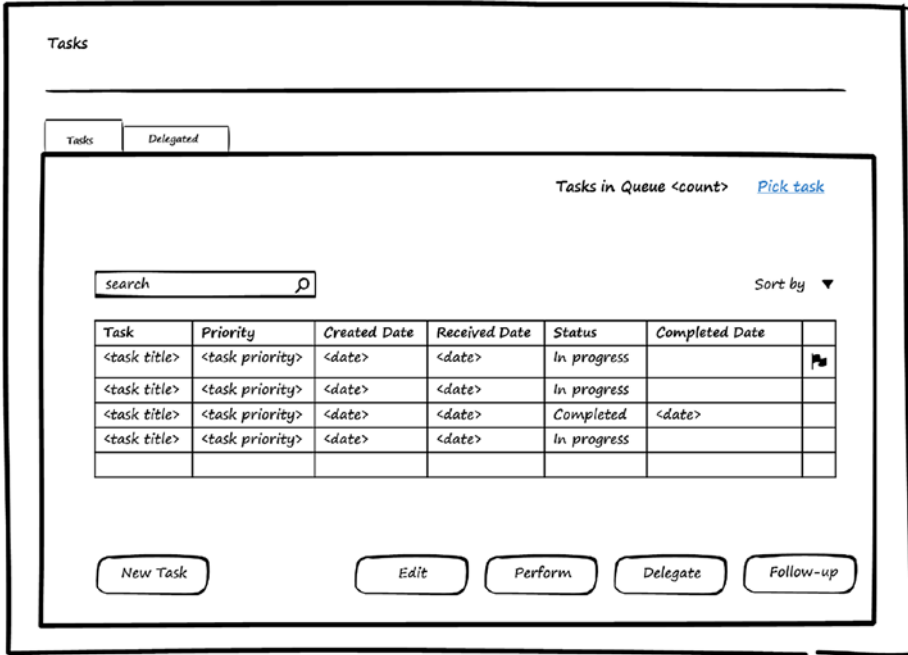 Tasks
Tasks Delegated
Tasks in Queue <count> Pick task
search Sort by
Task Priority Created Date Received Date Status Completed Date
<task title> <task priority> <date> <date> In progress
<task title> <task priority> <date> <date> In progress
<task title> <task priority> <date> <date> Completed <date>
<task title> <task priority> <date> <date> In progress
New Task Edit Perform Delegate Follow-up